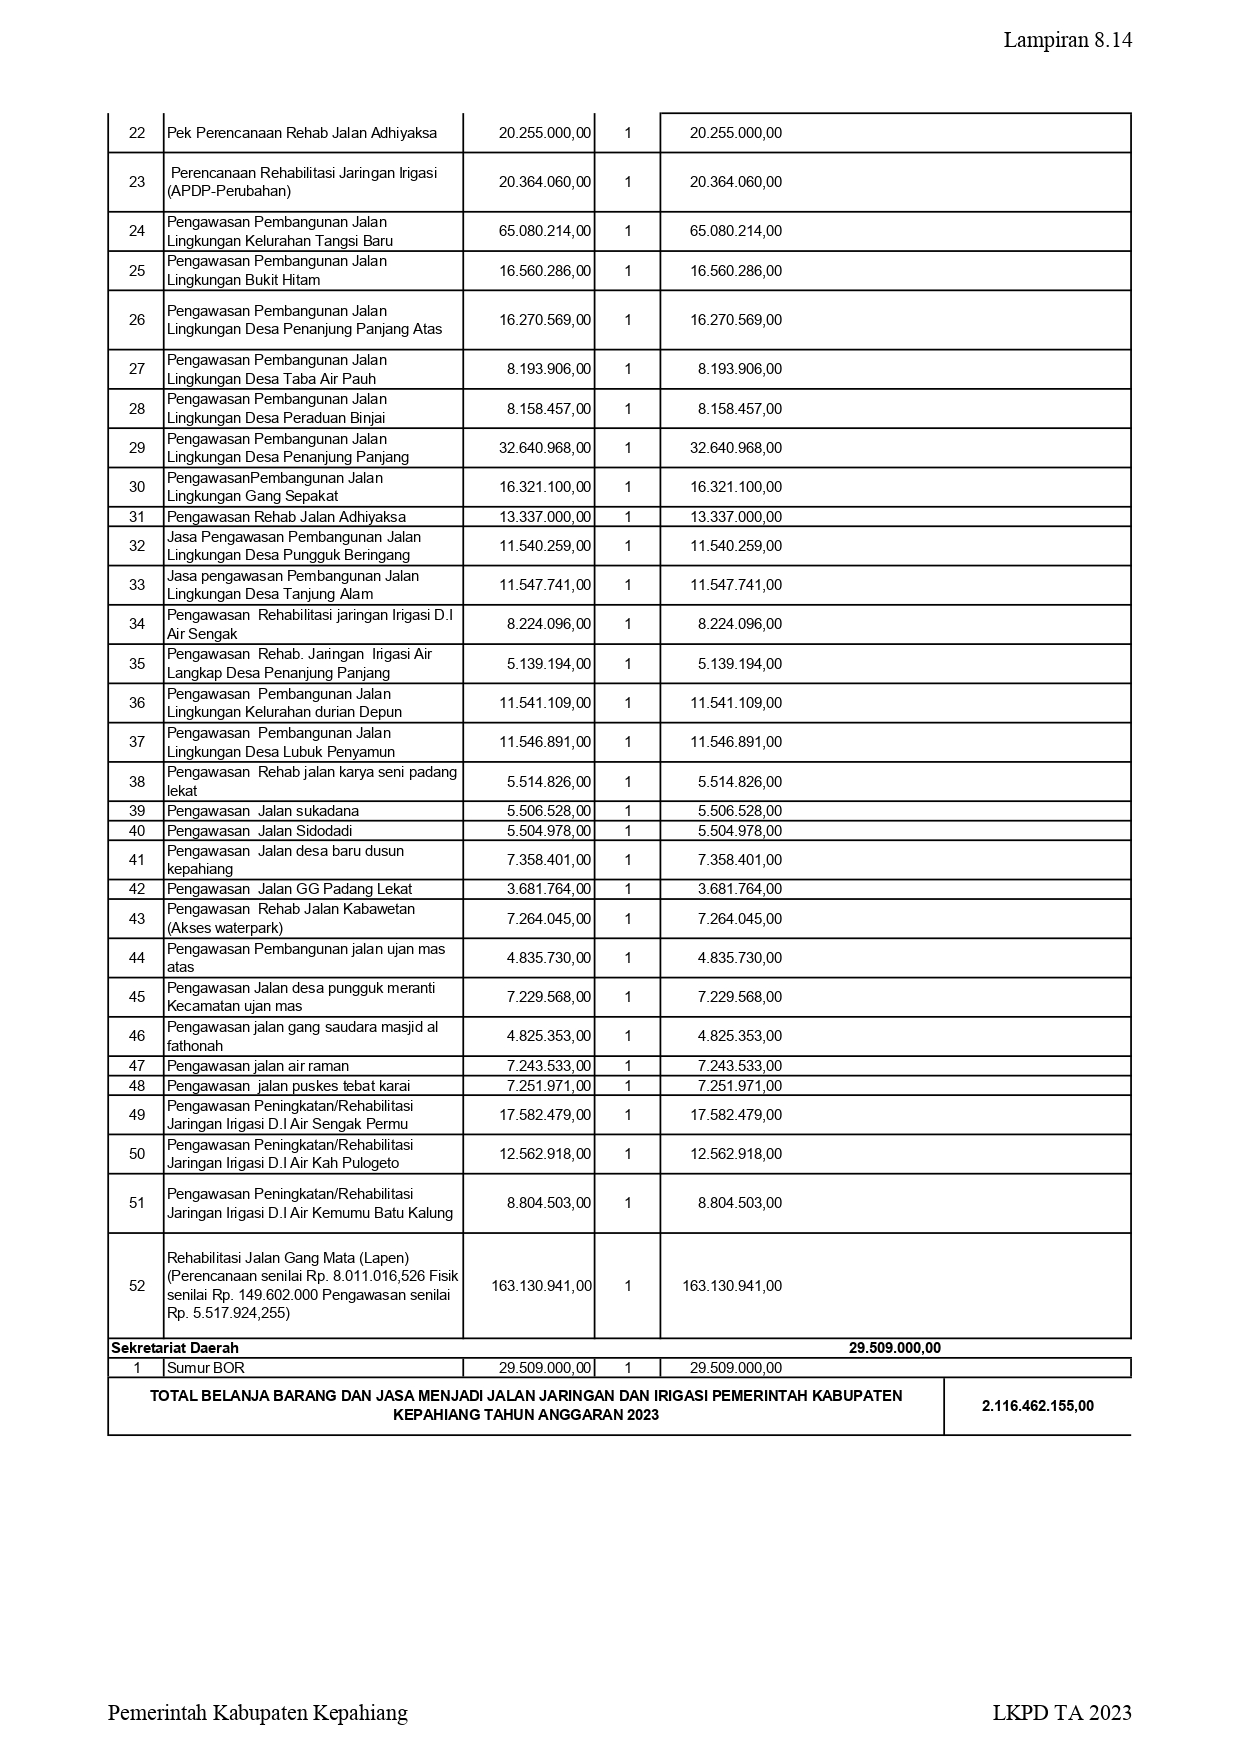 Lampiran 8.14
22 Pek Perencanaan Rehab Jalan Adhiyaksa 20.255.000,00 1 20.255.000,00
23 Perencanaan Rehabilitasi Jaringan Irigasi
(APDP-Perubahan) 20.364.060,00 1 20.364.060,00
24 Pengawasan Pembangunan Jalan
Lingkungan Kelurahan Tangsi Baru 65.080.214,00 1 65.080.214,00
25 Pengawasan Pembangunan Jalan
Lingkungan Bukit Hitam 16.560.286,00 1 16.560.286,00
26 Pengawasan Pembangunan Jalan
Lingkungan Desa Penanjung Panjang Atas 16.270.569,00 1 16.270.569,00
27 Pengawasan Pembangunan Jalan
Lingkungan Desa Taba Air Pauh 8.193.906,00 1 8.193.906,00
28 Pengawasan Pembangunan Jalan
Lingkungan Desa Peraduan Binjai 8.158.457,00 1 8.158.457,00
29 Pengawasan Pembangunan Jalan
Lingkungan Desa Penanjung Panjang 32.640.968,00 1 32.640.968,00
30 PengawasanPembangunan Jalan
Lingkungan Gang Sepakat 16.321.100,00 1 16.321.100,00
31 Pengawasan Rehab Jalan Adhiyaksa 13.337.000,00 1 13.337.000,00
32 Jasa Pengawasan Pembangunan Jalan
Lingkungan Desa Pungguk Beringang 11.540.259,00 1 11.540.259,00
33 Jasa pengawasan Pembangunan Jalan
Lingkungan Desa Tanjung Alam 11.547.741,00 1 11.547.741,00
34 Pengawasan Rehabilitasi jaringan Irigasi D.I
Air Sengak 8.224.096,00 1 8.224.096,00
35 Pengawasan Rehab. Jaringan Irigasi Air
Langkap Desa Penanjung Panjang 5.139.194,00 1 5.139.194,00
36 Pengawasan Pembangunan Jalan
Lingkungan Kelurahan durian Depun 11.541.109,00 1 11.541.109,00
37 Pengawasan Pembangunan Jalan
Lingkungan Desa Lubuk Penyamun 11.546.891,00 1 11.546.891,00
38 Pengawasan Rehab jalan karya seni padang
lekat 5.514.826,00 1 5.514.826,00
39 Pengawasan Jalan sukadana 5.506.528,00 1 5.506.528,00
40 Pengawasan Jalan Sidodadi 5.504.978,00 1 5.504.978,00
41 Pengawasan Jalan desa baru dusun
kepahiang 7.358.401,00 1 7.358.401,00
42 Pengawasan Jalan GG Padang Lekat 3.681.764,00 1 3.681.764,00
43 Pengawasan Rehab Jalan Kabawetan
(Akses waterpark) 7.264.045,00 1 7.264.045,00
44 Pengawasan Pembangunan jalan ujan mas
atas 4.835.730,00 1 4.835.730,00
45 Pengawasan Jalan desa pungguk meranti
Kecamatan ujan mas 7.229.568,00 1 7.229.568,00
46 Pengawasan jalan gang saudara masjid al
fathonah 4.825.353,00 1 4.825.353,00
47 Pengawasan jalan air raman 7.243.533,00 1 7.243.533,00
48 Pengawasan jalan puskes tebat karai 7.251.971,00 1 7.251.971,00
49 Pengawasan Peningkatan/Rehabilitasi
Jaringan Irigasi D.I Air Sengak Permu 17.582.479,00 1 17.582.479,00
50 Pengawasan Peningkatan/Rehabilitasi
Jaringan Irigasi D.I Air Kah Pulogeto 12.562.918,00 1 12.562.918,00
51 Pengawasan Peningkatan/Rehabilitasi
Jaringan Irigasi D.I Air Kemumu Batu Kalung 8.804.503,00 1 8.804.503,00
52 Rehabilitasi Jalan Gang Mata (Lapen)
(Perencanaan senilai Rp. 8.011.016,526 Fisik
senilai Rp. 149.602.000 Pengawasan senilai
Rp. 5.517.924,255) 163.130.941,00 1 163.130.941,00
Sekretariat Daerah 29.509.000,00
1 Sumur BOR 29.509.000,00 1 29.509.000,00
TOTAL BELANJA BARANG DAN JASA MENJADI JALAN JARINGAN DAN IRIGASI PEMERINTAH KABUPATEN
KEPAHIANG TAHUN ANGGARAN 2023 2.116.462.155,00
Pemerintah Kabupaten Kepahiang LKPD TA 2023